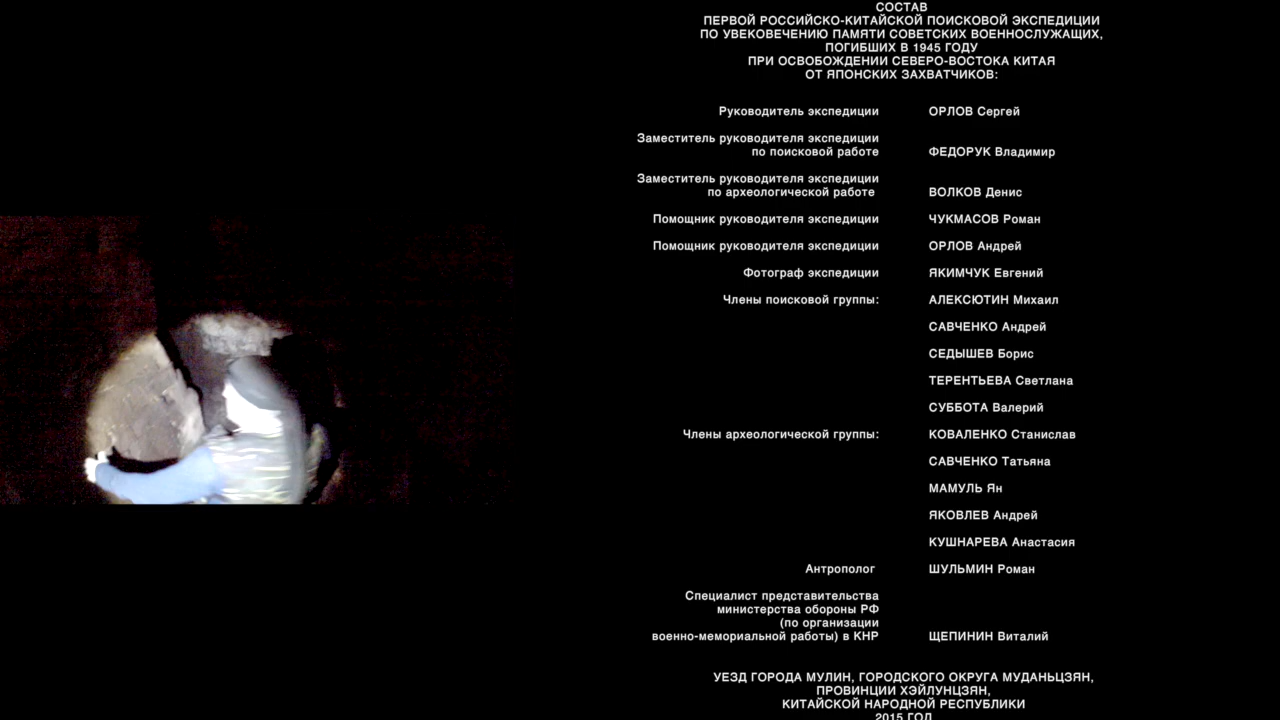 СОСТАВ
ПЕРВОЙ РОССИЙСКО-КИТАЙСКОЙ ПОИСКОВОЙ ЭКСПЕДИЦИИ
ПО УВЕКОВЕЧЕНИЮ ПАМЯТИ СОВЕТСКИХ ВОЕННОСЛУЖАЩИХ,
ПОГИБШИХ В 1945 ГОДУ
ПРИ ОСВОБОЖДЕНИИ СЕВЕРО-ВОСТОКА КИТАЯ
ОТ ЯПОНСКИХ ЗАХВАТЧИКОВ:
Руководитель экспедиции ОРЛОВ Сергей
Заместитель руководителя экспедиции
по поисковой работе ФЕДОРУК Владимир
Заместитель руководителя экспедиции
по археологической работе ВОЛКОВ Денис
Помощник руководителя экспедиции ЧУКМАСОВ Роман
Помощник руководителя экспедиции ОРЛОВ Андрей
Фотограф экспедиции ЯКИМЧУК Евгений
Члены поисковой группы: АЛЕКСЮТИН Михаил
САВЧЕНКО Андрей
СЕДЫШЕВ Борис
ТЕРЕНТЬЕВА Светлана
СУББОТА Валерий
Члены археологической группы: КОВАЛЕНКО Станислав
САВЧЕНКО Татьяна
МАМУЛЬ Ян
ЯКОВЛЕВ Андрей
КУШНАРЕВА Анастасия
Антрополог ШУЛЬМИН Роман
Специалист представительства
министерства обороны РФ
(по организации
военно-мемориальной работы) в КНР ЩЕПИНИН Виталий
УЕЗД ГОРОДА МУЛИН, ГОРОДСКОГО ОКРУГА МУДАНЬЦЗЯН,
ПРОВИНЦИИ ХЭЙЛУНЦЗЯН,
КИТАЙСКОЙ НАРОДНОЙ РЕСПУБЛИКИ
2015 ГОД